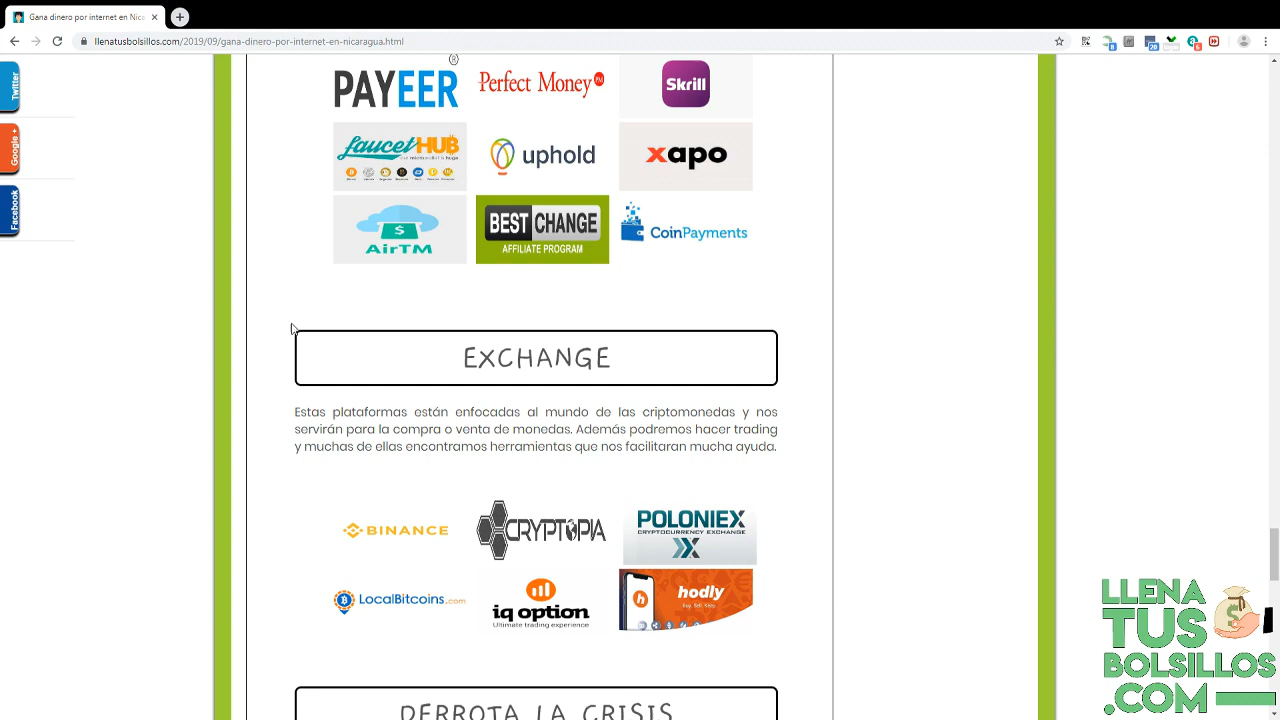 Gana dinero por internet en Nica
llenatusbolsillos.com/2019/09/gana-dinero-por-internet-en-nicaragua.html
Twitter
Google +
Facebook
PAYEER®
Perfect Money PM
Skrill
faucetHUB
uphold
xapo
$
AirTM
BEST CHANGE
AFFILIATE PROGRAM
CoinPayments
EXCHANGE
Estas plataformas están enfocadas al mundo de las criptomonedas y nos
servirán para la compra o venta de monedas. Además podremos hacer trading
y muchas de ellas encontramos herramientas que nos facilitaran mucha ayuda.
BINANCE
CRYPTOPIA
POLONIEX
CRYPTOCURRENCY EXCHANGE
LocalBitcoins.com
iq option
Ultimate trading experience
hodly
Buy. Sell. Keep.
DERROTA LA CRISIS
LLENA
TUS
BOLSILLOS
.COM